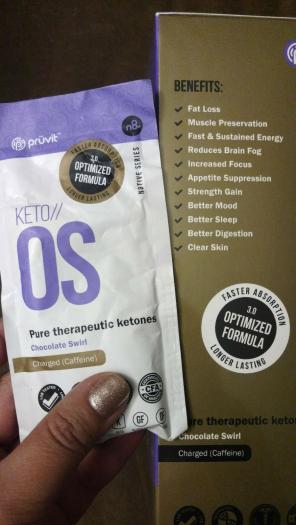 prüvit
n8
NATIVE SERIES
FASTER ABSORPTION
3.0
OPTIMIZED
FORMULA
LONGER LASTING
KETO//
OS
Pure therapeutic ketones
Chocolate Swirl
Charged (Caffeine)
GF
BENEFITS:
Fat Loss
Muscle Preservation
Fast & Sustained Energy
Reduces Brain Fog
Increased Focus
Appetite Suppression
Strength Gain
Better Mood
Better Sleep
Better Digestion
Clear Skin
FASTER ABSORPTION
3.0
OPTIMIZED
FORMULA
LONGER LASTING
ure therapeutic keto
Chocolate Swirl
Charged (Caffeine)